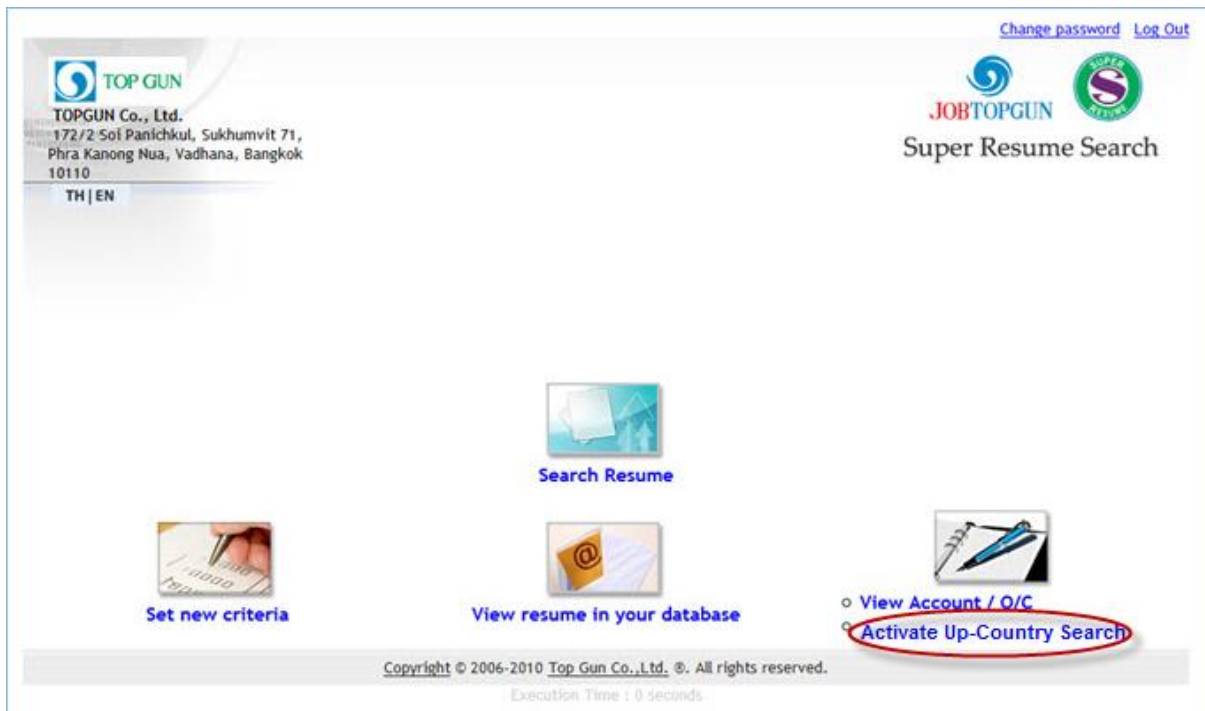 Change password Log Out
TOP GUN
JOBTOPGUN
SUPER
S
RESUME
TOPGUN Co., Ltd.
172/2 Soi Panichkul, Sukhumvit 71,
Phra Kanong Nua, Vadhana, Bangkok
10110
Super Resume Search
TH | EN
Search Resume
@
Set new criteria
View resume in your database
View Account / O/C
Activate Up-Country Search
Copyright © 2006-2010 Top Gun Co.,Ltd. ®. All rights reserved.
Execution Time : 0 seconds